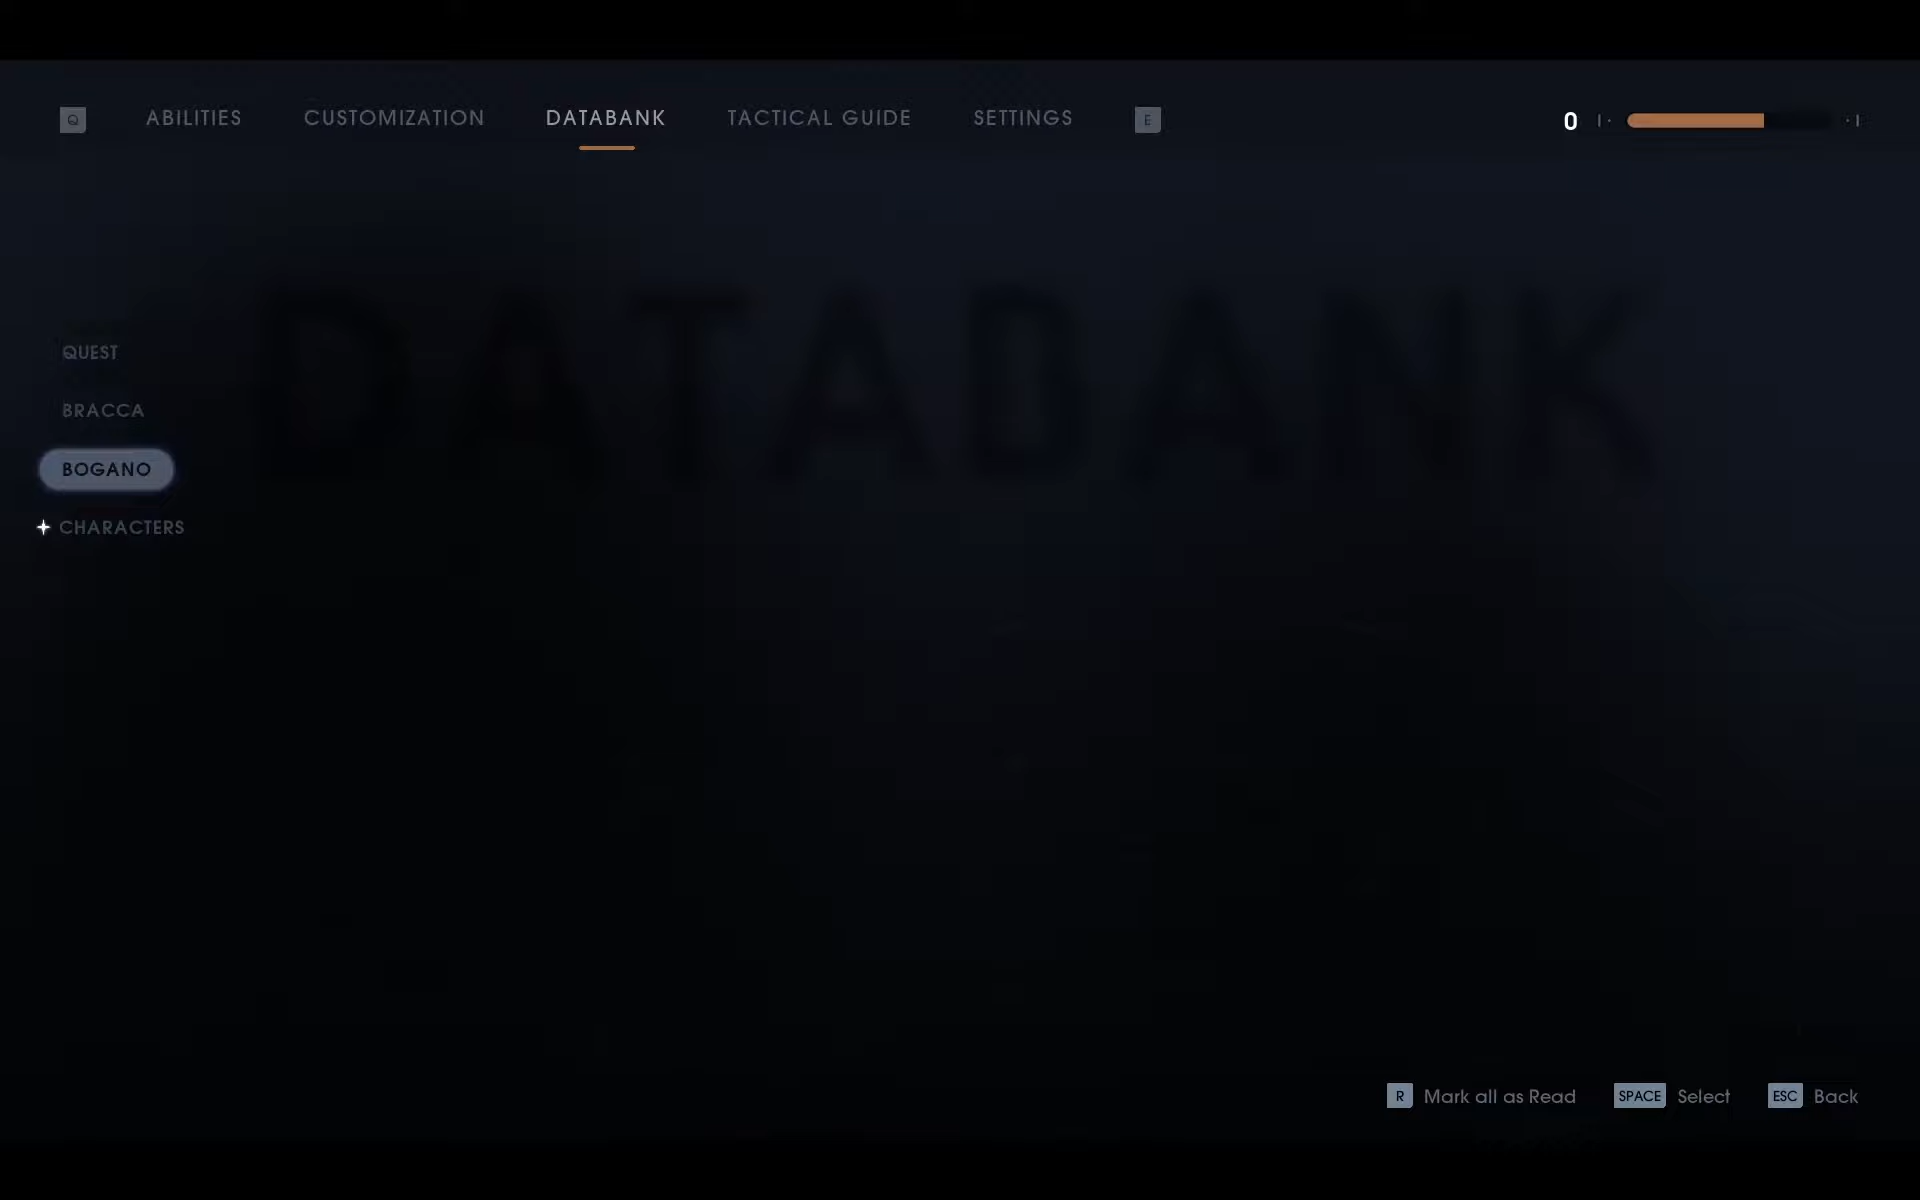 Q ABILITIES CUSTOMIZATION DATABANK TACTICAL GUIDE SETTINGS E 0
DATABANK
QUEST
BRACCA
BOGANO
CHARACTERS
R Mark all as Read SPACE Select ESC Back